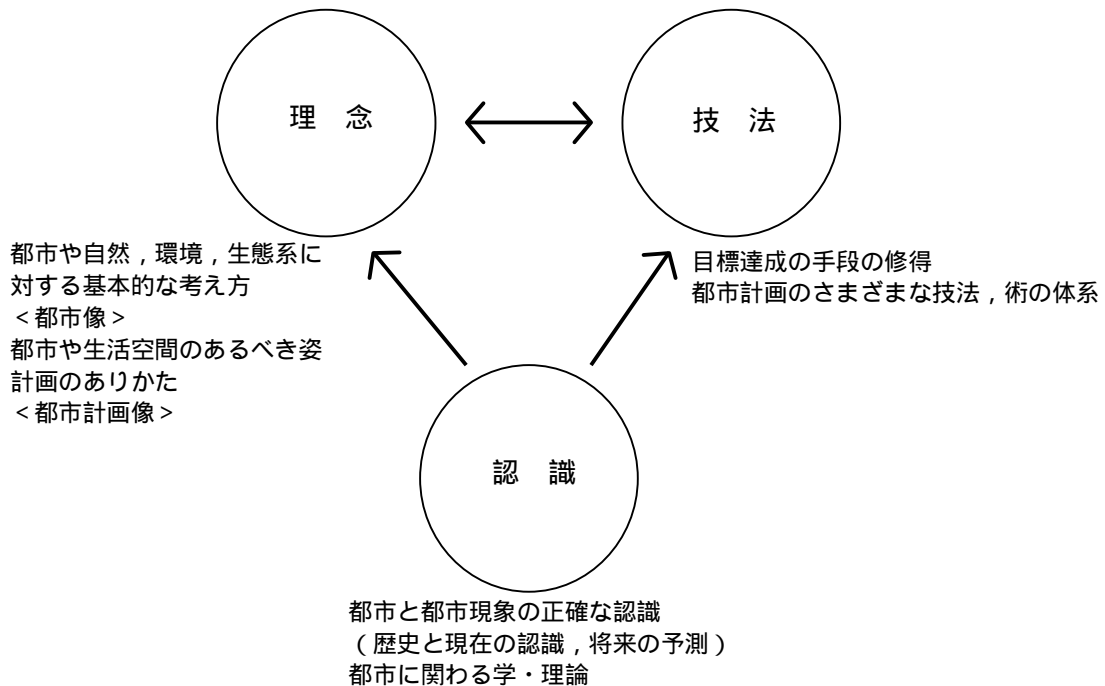 理　念
技　法
都市や自然，環境，生態系に
対する基本的な考え方
＜都市像＞
都市や生活空間のあるべき姿
計画のありかた
＜都市計画像＞
目標達成の手段の修得
都市計画のさまざまな技法，術の体系
認　識
都市と都市現象の正確な認識
（歴史と現在の認識，将来の予測）
都市に関わる学・理論